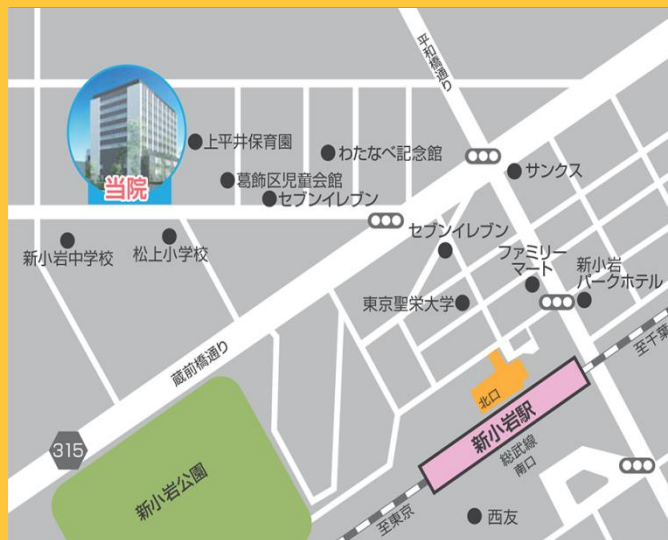 平和橋通り
上平井保育園
わたなべ記念館
サンクス
葛飾区児童会館
当院
セブンイレブン
新小岩中学校
松上小学校
セブンイレブン
ファミリー
マート
新小岩
パークホテル
東京聖栄大学
至千葉
蔵前橋通り
北口
新小岩駅
総武線
南口
315
新小岩公園
至東京
西友